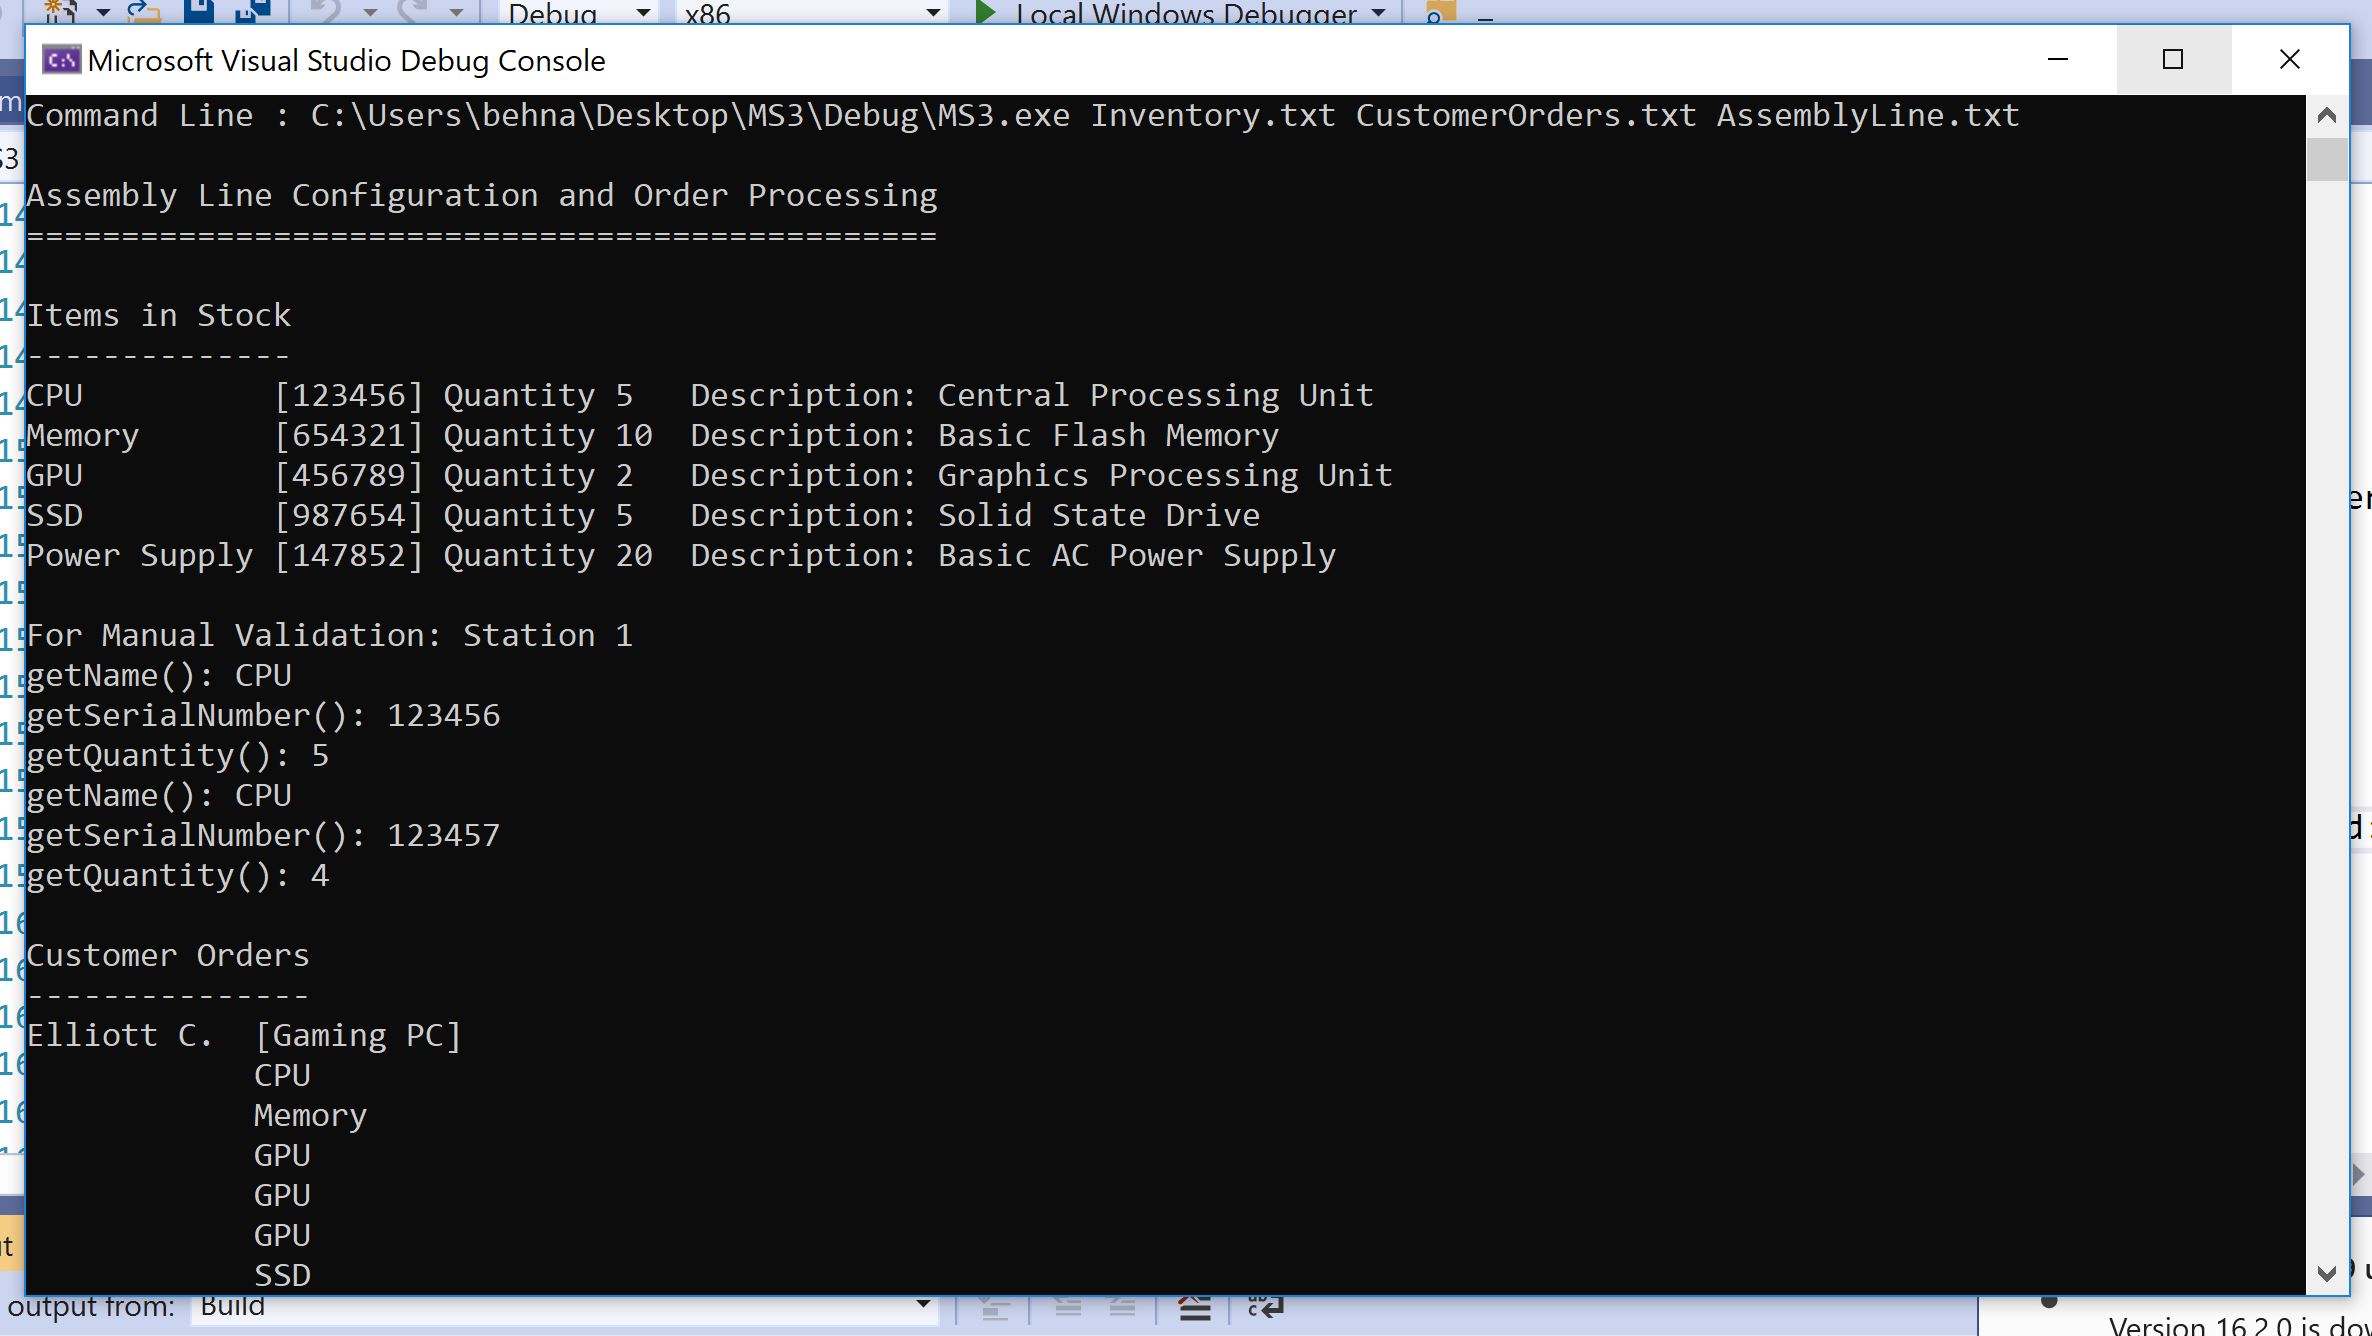 Debug x86 Local Windows Debugger
Microsoft Visual Studio Debug Console
Command Line : C:\Users\behna\Desktop\MS3\Debug\MS3.exe Inventory.txt CustomerOrders.txt AssemblyLine.txt
Assembly Line Configuration and Order Processing
================================================
Items in Stock
--------------
CPU          [123456] Quantity 5   Description: Central Processing Unit
Memory       [654321] Quantity 10  Description: Basic Flash Memory
GPU          [456789] Quantity 2   Description: Graphics Processing Unit
SSD          [987654] Quantity 5   Description: Solid State Drive
Power Supply [147852] Quantity 20  Description: Basic AC Power Supply
For Manual Validation: Station 1
getName(): CPU
getSerialNumber(): 123456
getQuantity(): 5
getName(): CPU
getSerialNumber(): 123457
getQuantity(): 4
Customer Orders
---------------
Elliott C.  [Gaming PC]
            CPU
            Memory
            GPU
            GPU
            GPU
            SSD
output from: Build
Version 16.2.0 is